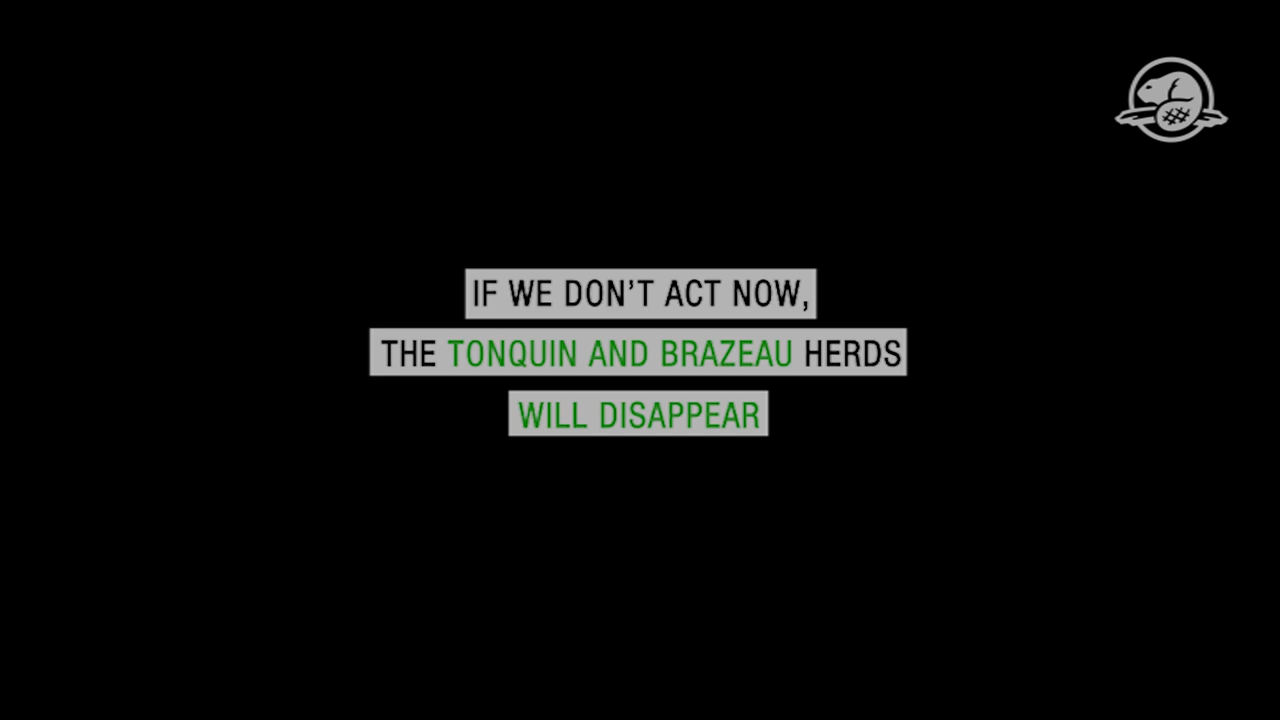 IF WE DON'T ACT NOW,
THE TONQUIN AND BRAZEAU HERDS
WILL DISAPPEAR